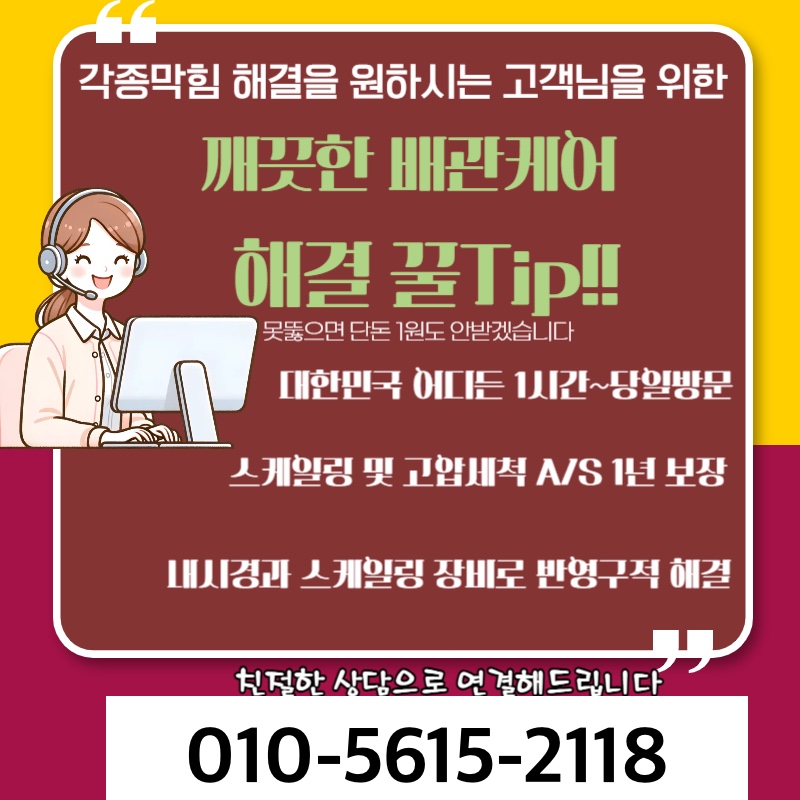 각종막힘 해결을 원하시는 고객님을 위한
깨끗한 배관케어
해결 꿀Tip!!
못뚫으면 단돈 1원도 안받겠습니다
대한민국 어디든 1시간~당일방문
스케일링 및 고압세척 A/S 1년 보장
내시경과 스케일링 장비로 반영구적 해결
친절한 상담으로 연결해드립니다
010-5615-2118